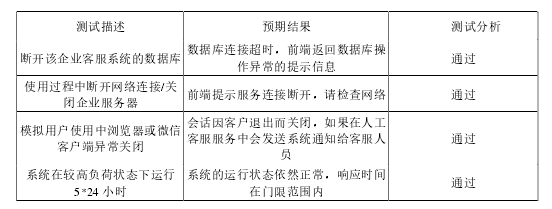 测试描述 预期结果 测试分析
断开该企业客服系统的数据库 数据库连接超时，前端返回数据库操作异常的提示信息 通过
使用过程中断开网络连接/关闭企业服务器 前端提示服务连接断开，请检查网络 通过
模拟用户使用中浏览器或微信客户端异常关闭 会话因客户退出而关闭，如果在人工客服服务中会发送系统通知给客服人员 通过
系统在较高负荷状态下运行5*24小时 系统的运行状态依然正常，响应时间在门限范围内 通过